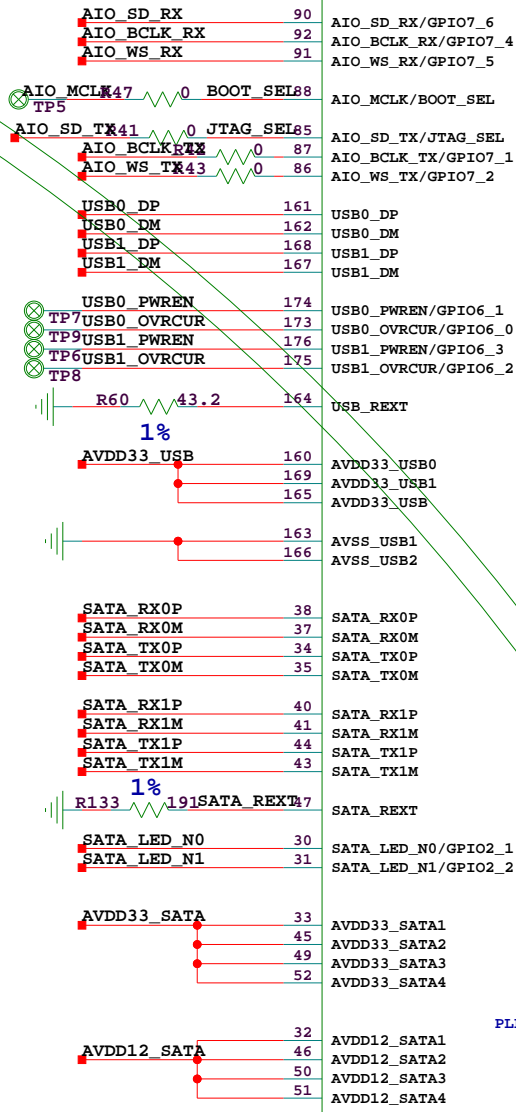 AIO_SD_RX 90 AIO_SD_RX/GPIO7_6
AIO_BCLK_RX 92 AIO_BCLK_RX/GPIO7_4
AIO_WS_RX 91 AIO_WS_RX/GPIO7_5
AIO_MCLK R47 0 BOOT_SEL 88 AIO_MCLK/BOOT_SEL
TP5
AIO_SD_TX R41 0 JTAG_SEL 85 AIO_SD_TX/JTAG_SEL
AIO_BCLK_TX R42 0 87 AIO_BCLK_TX/GPIO7_1
AIO_WS_TX R43 0 86 AIO_WS_TX/GPIO7_2
USB0_DP 161 USB0_DP
USB0_DM 162 USB0_DM
USB1_DP 168 USB1_DP
USB1_DM 167 USB1_DM
USB0_PWREN 174 USB0_PWREN/GPIO6_1
TP7 USB0_OVRCUR 173 USB0_OVRCUR/GPIO6_0
TP9 USB1_PWREN 176 USB1_PWREN/GPIO6_3
TP6 USB1_OVRCUR 175 USB1_OVRCUR/GPIO6_2
TP8
R60 43.2 164 USB_REXT
1%
AVDD33_USB 160 AVDD33_USB0
169 AVDD33_USB1
165 AVDD33_USB
163 AVSS_USB1
166 AVSS_USB2
SATA_RX0P 38 SATA_RX0P
SATA_RX0M 37 SATA_RX0M
SATA_TX0P 34 SATA_TX0P
SATA_TX0M 35 SATA_TX0M
SATA_RX1P 40 SATA_RX1P
SATA_RX1M 41 SATA_RX1M
SATA_TX1P 44 SATA_TX1P
SATA_TX1M 43 SATA_TX1M
1%
R133 191 SATA_REXT 47 SATA_REXT
SATA_LED_N0 30 SATA_LED_N0/GPIO2_1
SATA_LED_N1 31 SATA_LED_N1/GPIO2_2
AVDD33_SATA 33 AVDD33_SATA1
45 AVDD33_SATA2
49 AVDD33_SATA3
52 AVDD33_SATA4
32 AVDD12_SATA1
AVDD12_SATA 46 AVDD12_SATA2
50 AVDD12_SATA3
51 AVDD12_SATA4